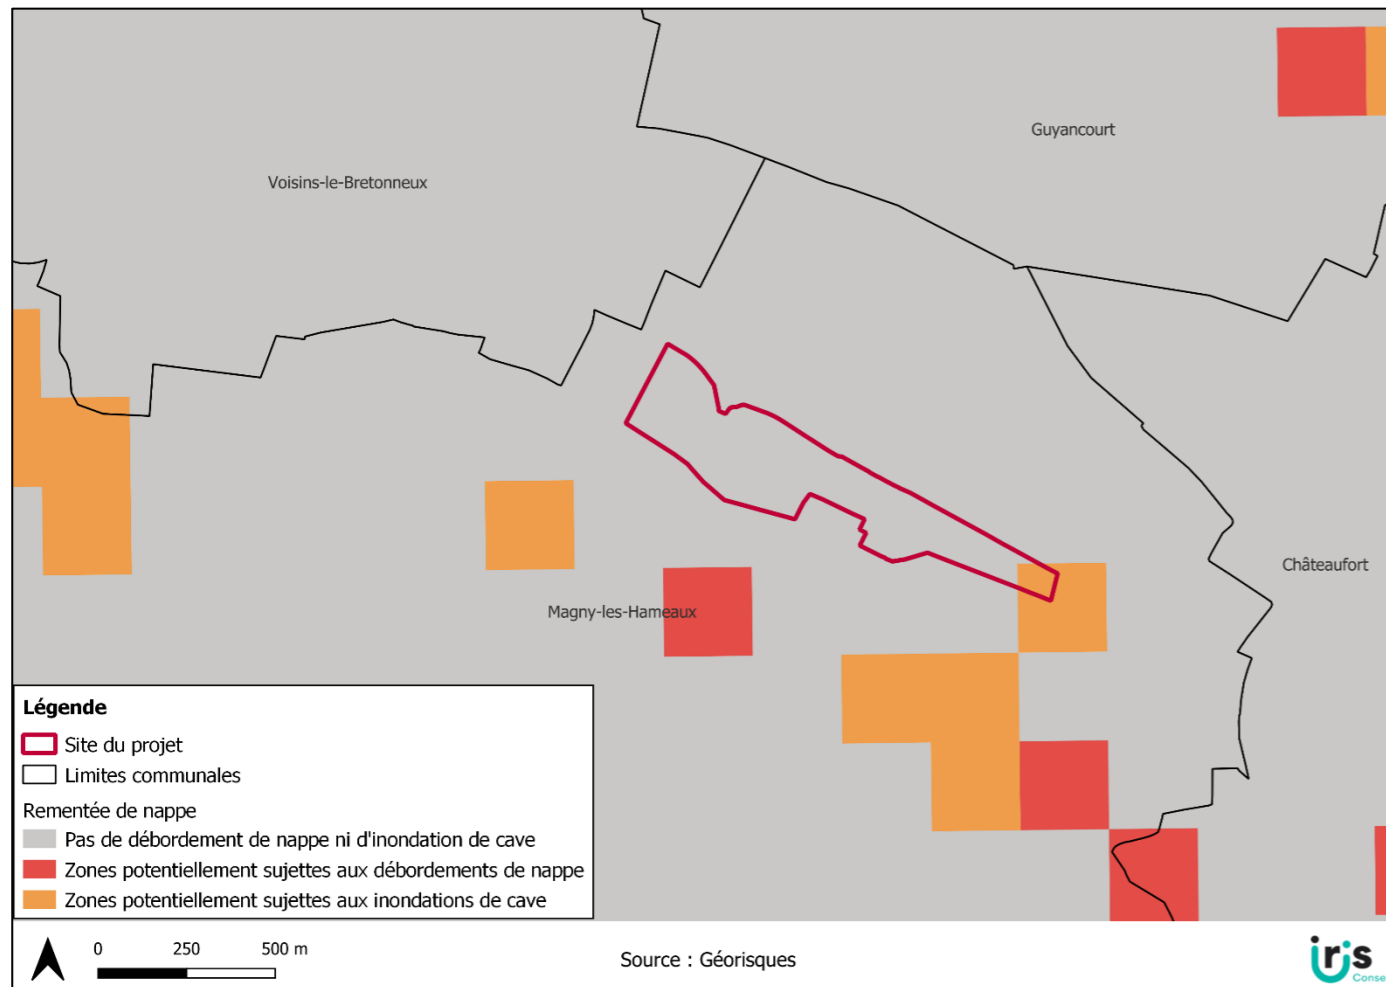 Guyancourt
Voisins-le-Bretonneux
Châteaufort
Magny-les-Hameaux
Légende
Site du projet
Limites communales
Rementée de nappe
Pas de débordement de nappe ni d'inondation de cave
Zones potentiellement sujettes aux débordements de nappe
Zones potentiellement sujettes aux inondations de cave
0 250 500 m
Source : Géorisques
iris
Conse